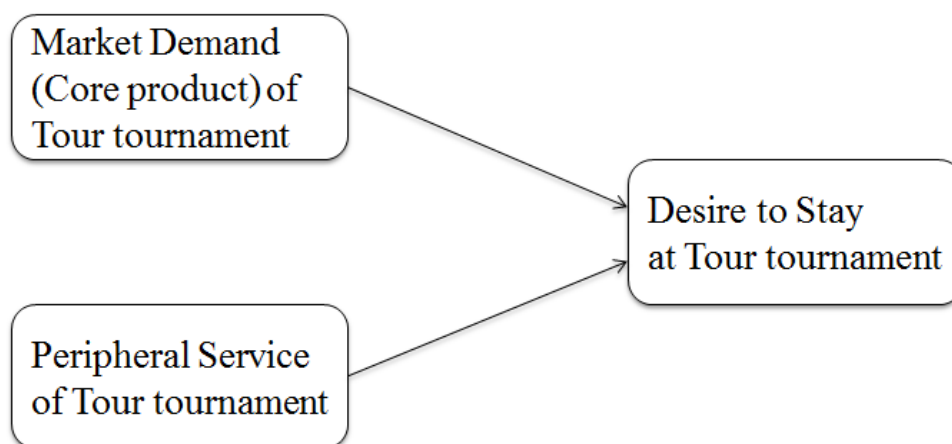 Market Demand
(Core product) of
Tour tournament
Desire to Stay
at Tour tournament
Peripheral Service
of Tour tournament